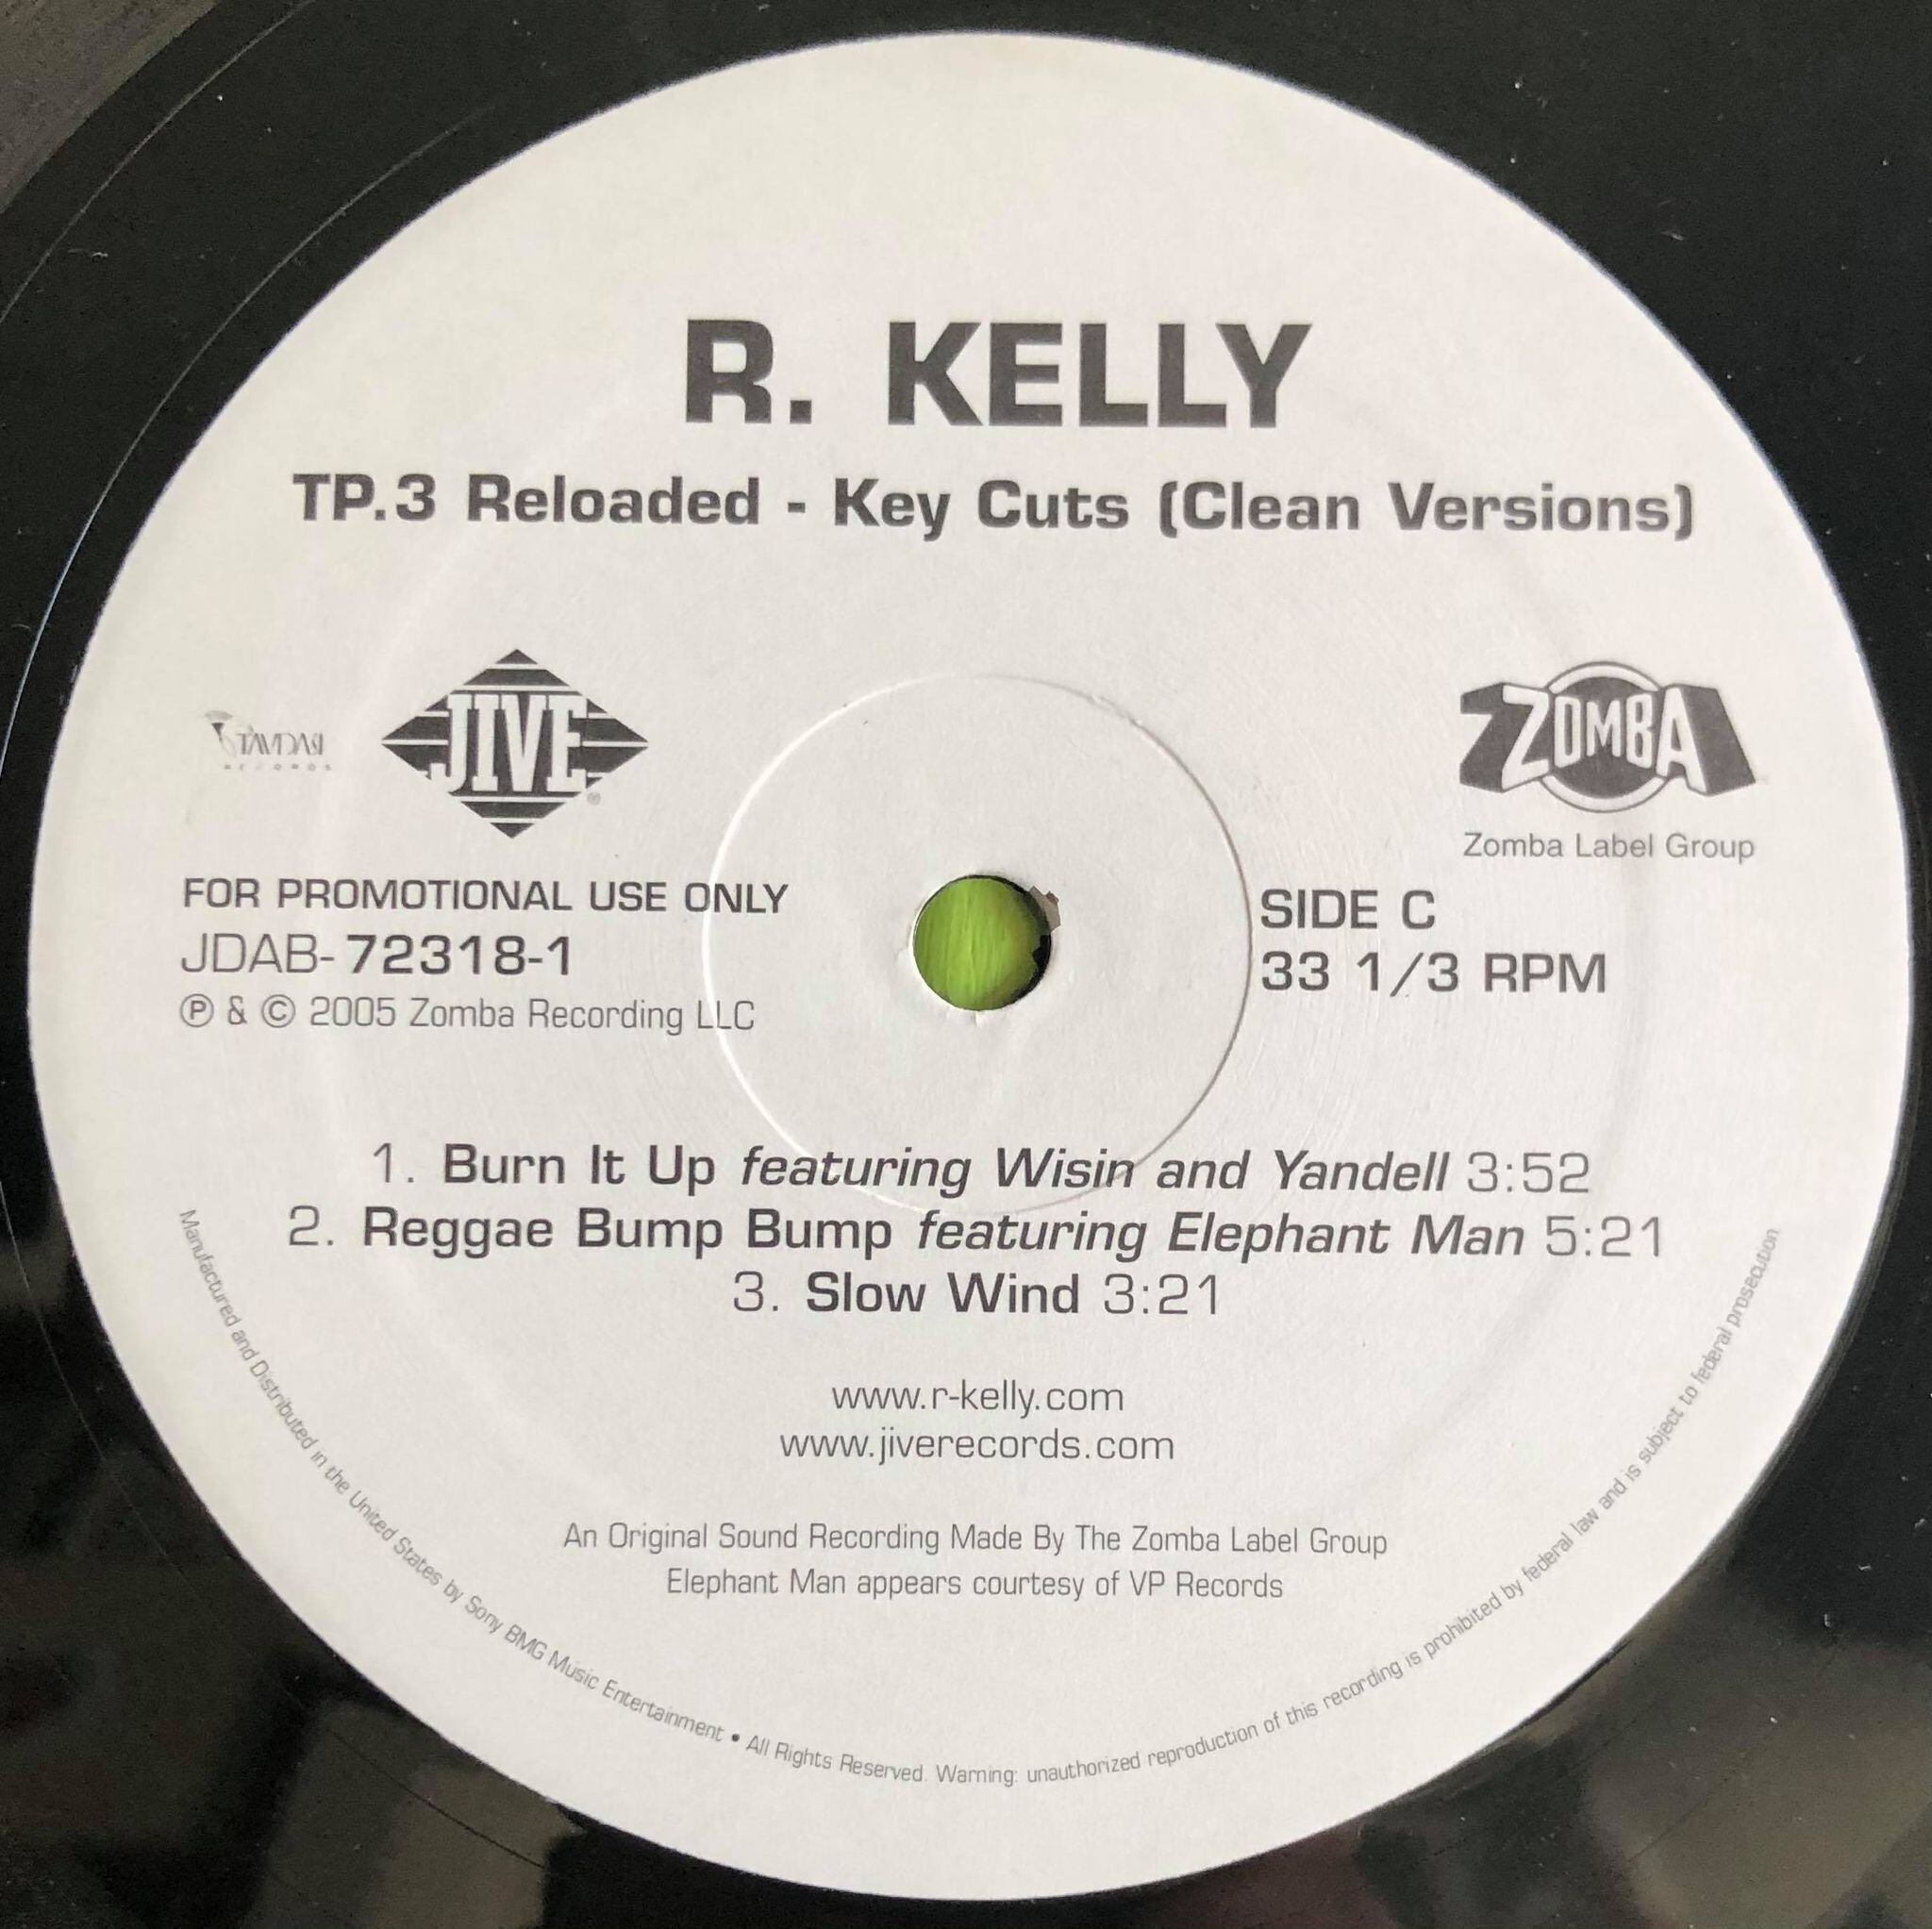 R. KELLY
TP.3 Reloaded - Key Cuts (Clean Versions)
JIVE
®
ZOMBA
Zomba Label Group
FOR PROMOTIONAL USE ONLY
JDAB-72318-1
℗ & © 2005 Zomba Recording LLC
SIDE C
33 1/3 RPM
1. Burn It Up featuring Wisin and Yandell 3:52
2. Reggae Bump Bump featuring Elephant Man 5:21
3. Slow Wind 3:21
www.r-kelly.com
www.jiverecords.com
An Original Sound Recording Made By The Zomba Label Group
Elephant Man appears courtesy of VP Records
Manufactured and Distributed in the United States by Sony BMG Music Entertainment • All Rights Reserved. Warning: unauthorized reproduction of this recording is prohibited by federal law and is subject to federal prosecution